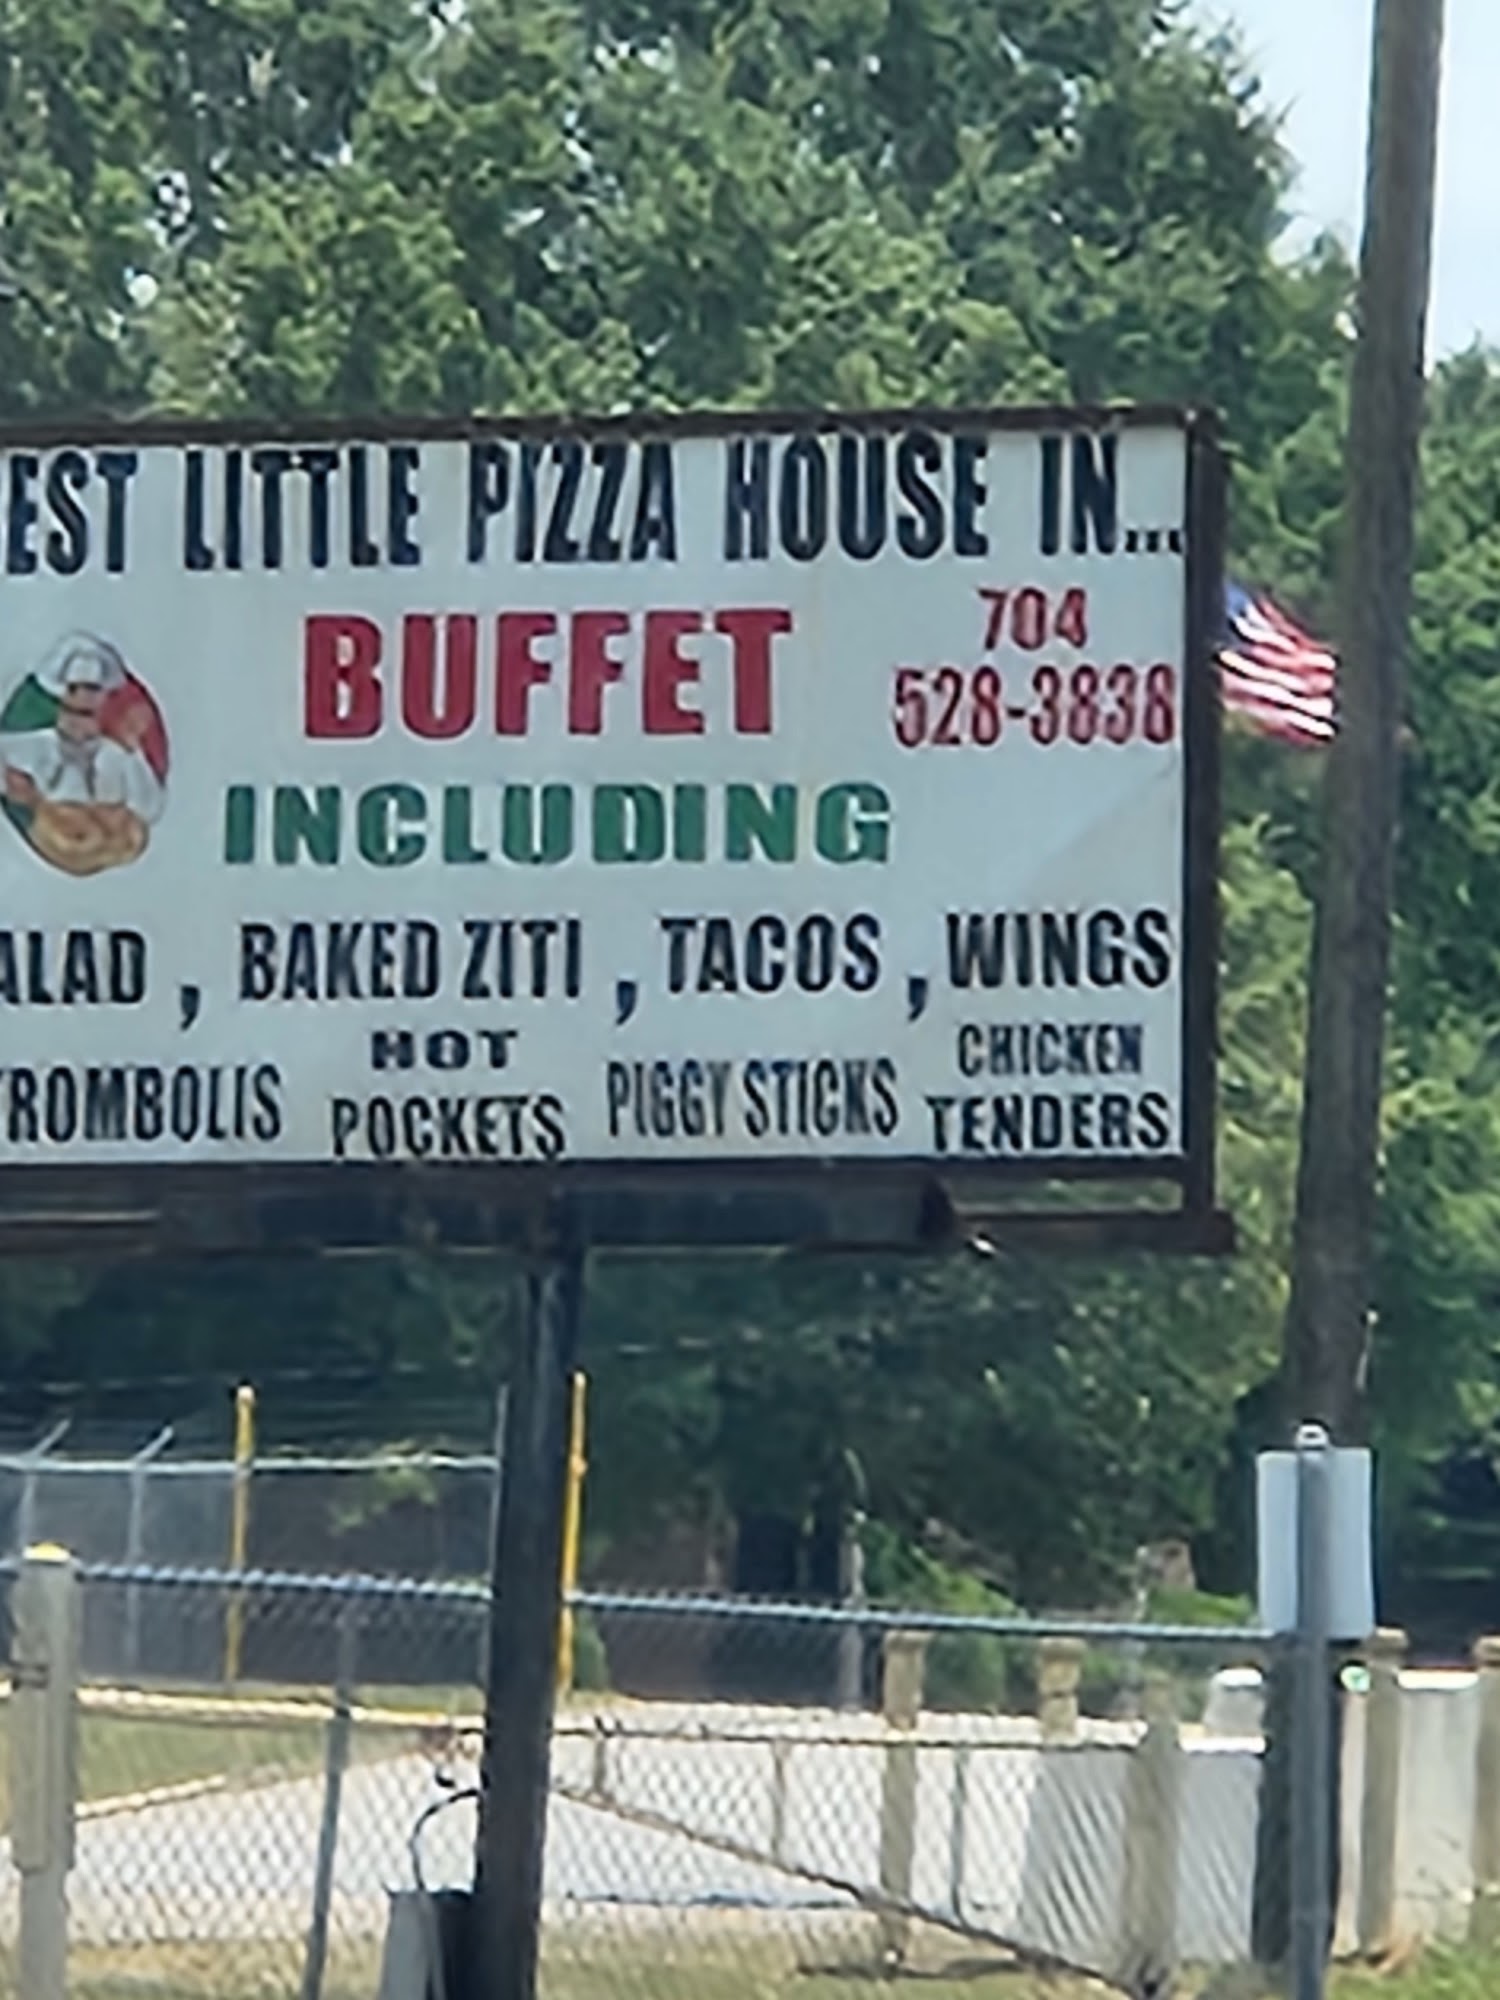 EST LITTLE PIZZA HOUSE IN...
BUFFET
704
528-3838
INCLUDING
ALAD , BAKED ZITI , TACOS , WINGS
TROMBOLIS HOT POCKETS PIGGY STICKS CHICKEN TENDERS